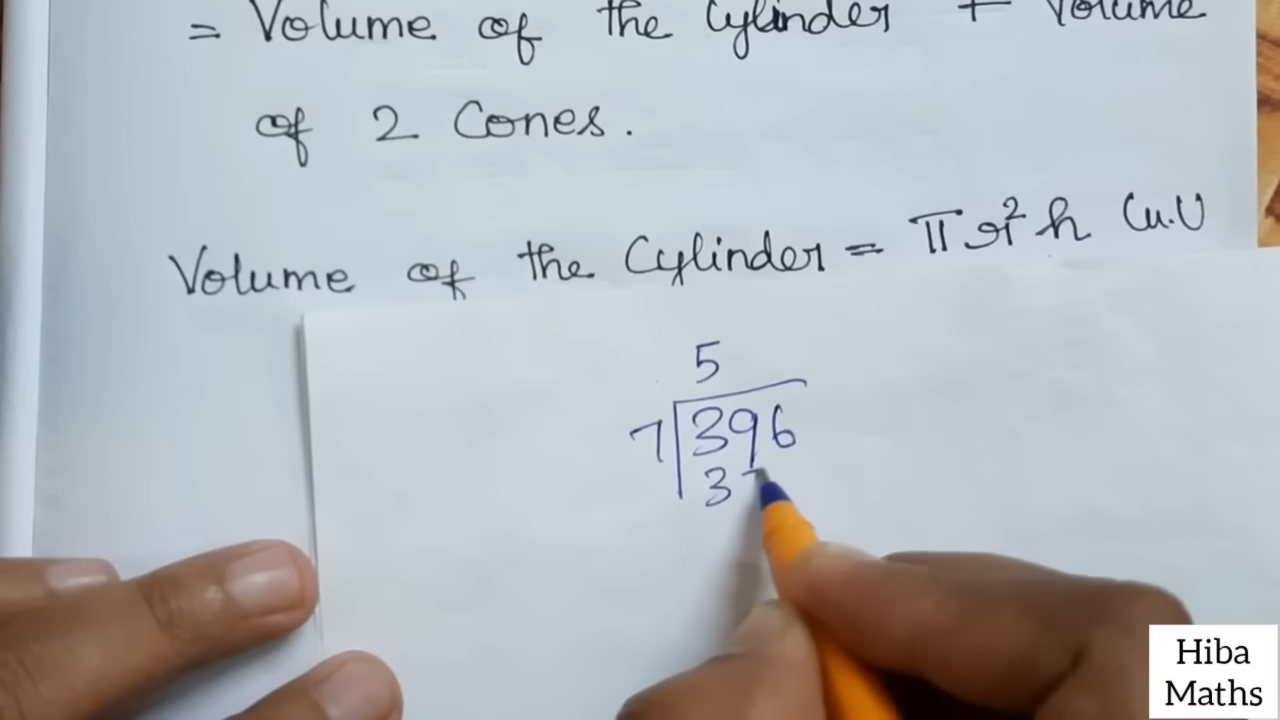 = Volume of the Cylinder + Volume
of 2 Cones.
Volume of the Cylinder = πr²h Cu.U
5
7 396
3
Hiba
Maths